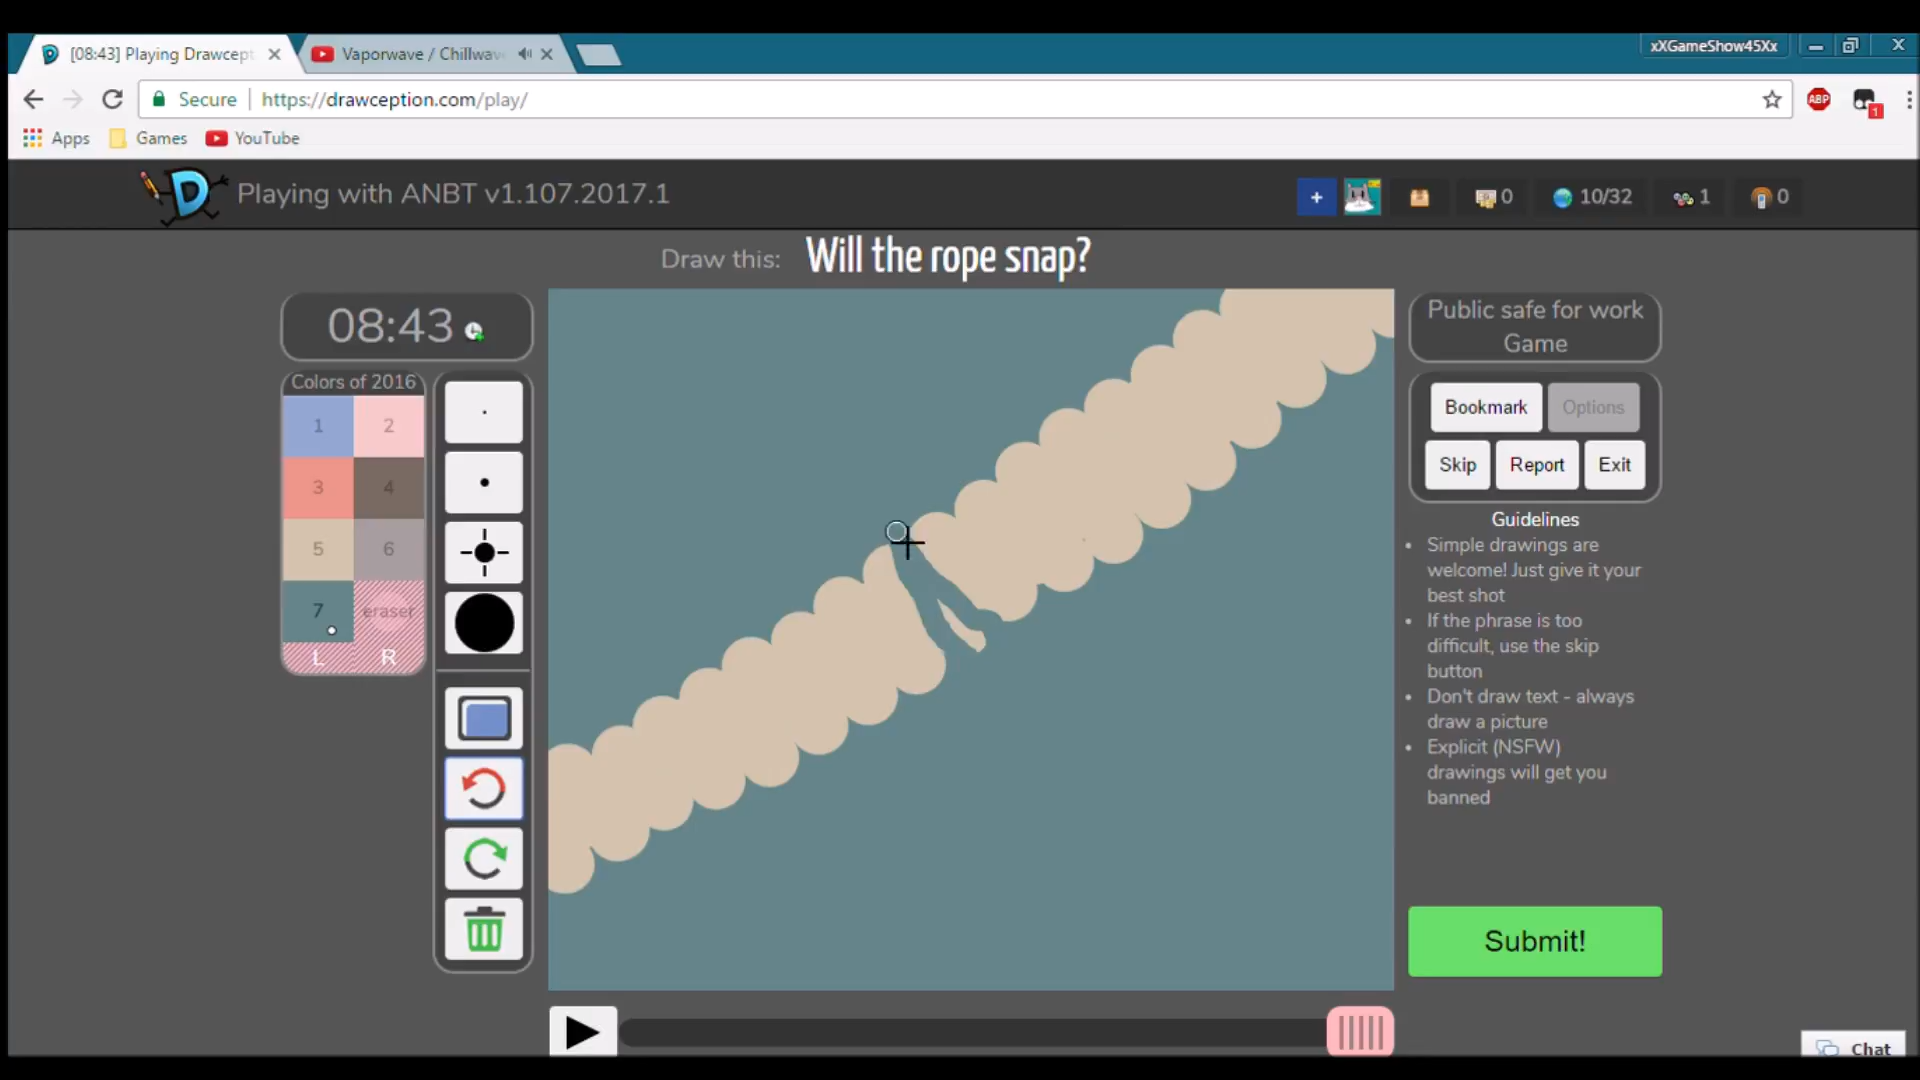 [08:43] Playing Drawcept
Vaporwave / Chillwav
xXGameShow45Xx
Secure
https://drawception.com/play/
ABP
1
Apps
Games
YouTube
D
Playing with ANBT v1.107.2017.1
+
0
10/32
1
0
Draw this: Will the rope snap?
08:43
Colors of 2016
1 2
3 4
5 6
7 eraser
L R
Public safe for work
Game
Bookmark
Options
Skip
Report
Exit
Guidelines
• Simple drawings are
welcome! Just give it your
best shot
• If the phrase is too
difficult, use the skip
button
• Don't draw text - always
draw a picture
• Explicit (NSFW)
drawings will get you
banned
Submit!
Chat